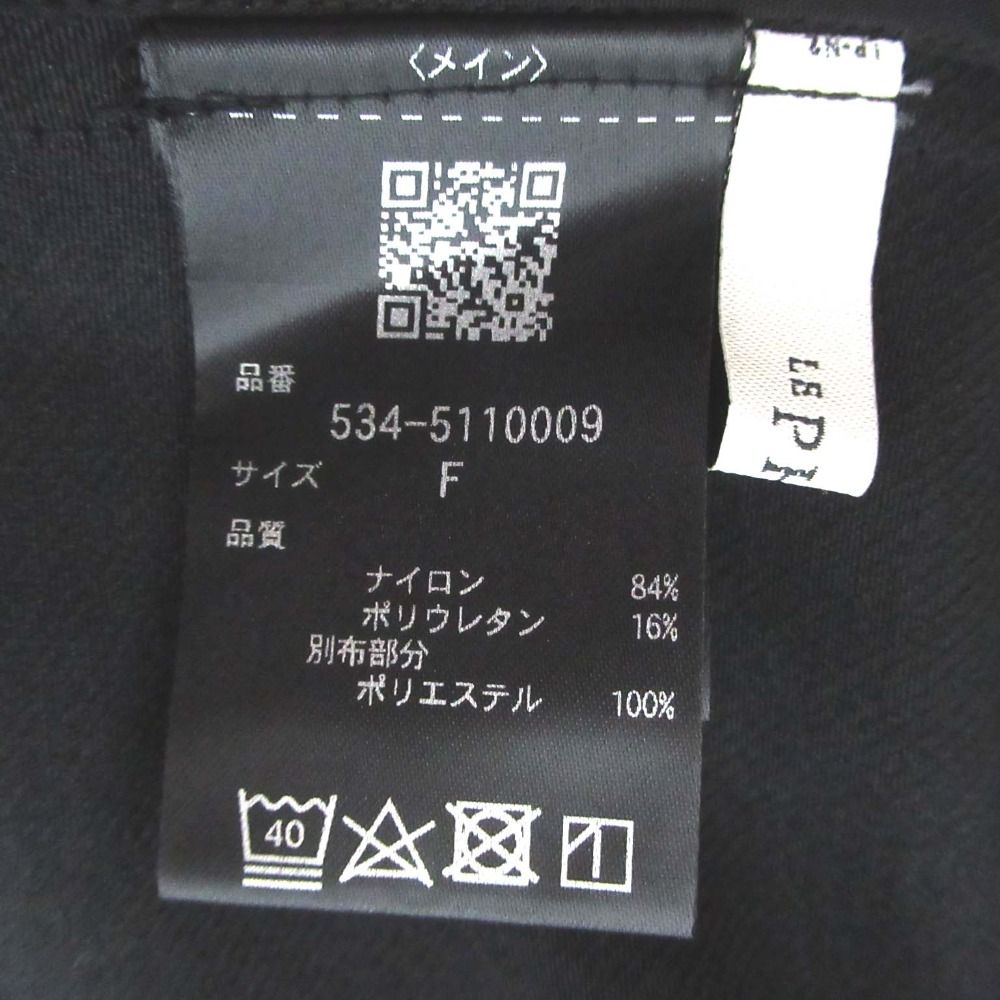 〈メイン〉
品番
534-5110009
サイズ F
品質
ナイロン 84%
ポリウレタン 16%
別布部分
ポリエステル 100%
40
LE